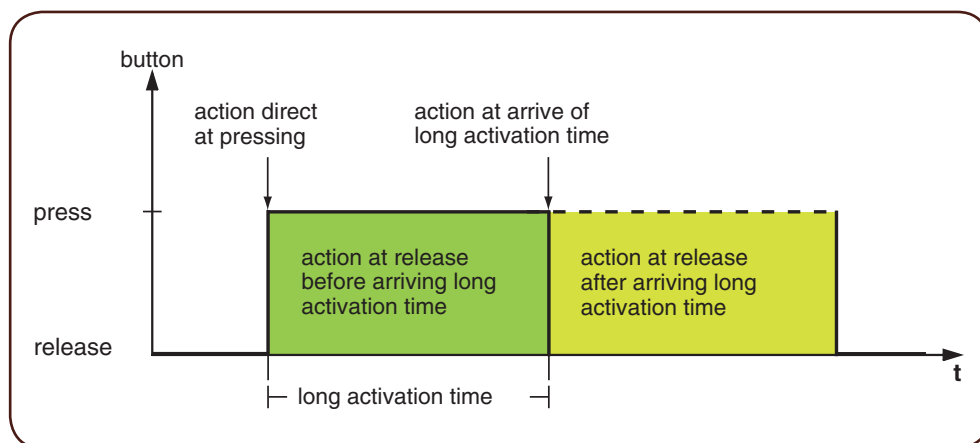 button
action direct
at pressing
action at arrive of
long activation time
press
action at release
before arriving long
activation time
action at release
after arriving long
activation time
release
t
long activation time